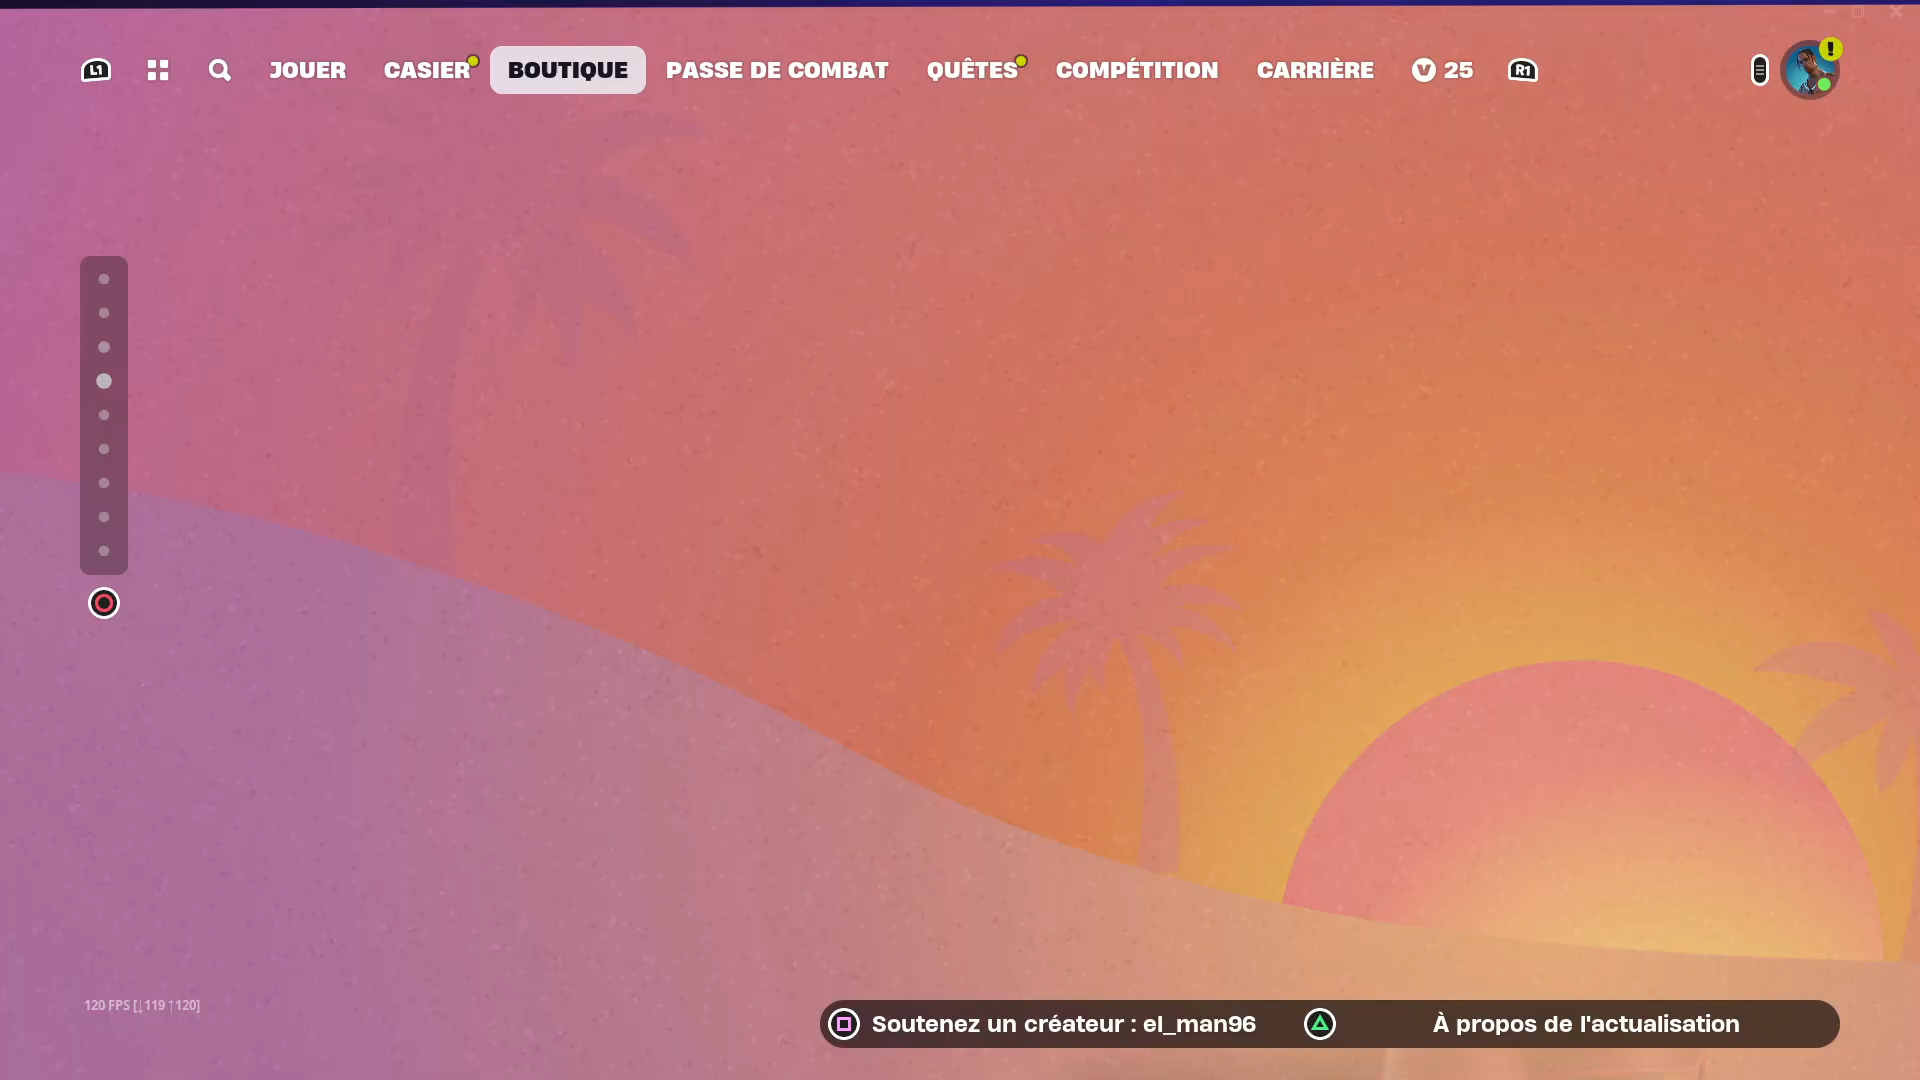 L1
JOUER
CASIER
BOUTIQUE
PASSE DE COMBAT
QUÊTES
COMPÉTITION
CARRIÈRE
V 25
R1
!
120 FPS [↓119 ↑120]
Soutenez un créateur : el_man96
À propos de l'actualisation